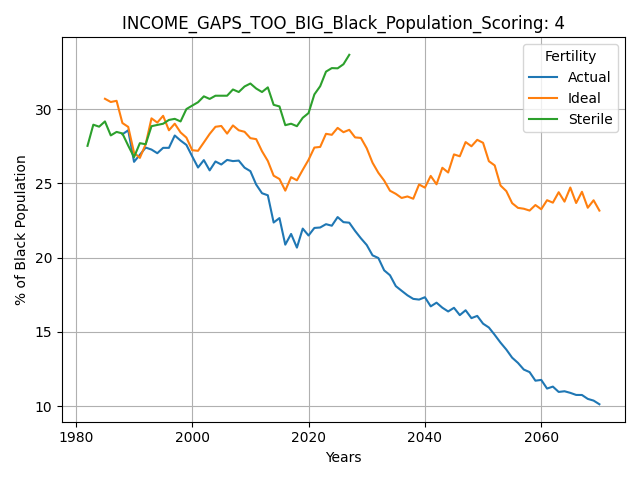 INCOME_GAPS_TOO_BIG_Black_Population_Scoring: 4
Fertility
Actual
Ideal
Sterile
% of Black Population
30
25
20
15
10
1980 2000 2020 2040 2060
Years